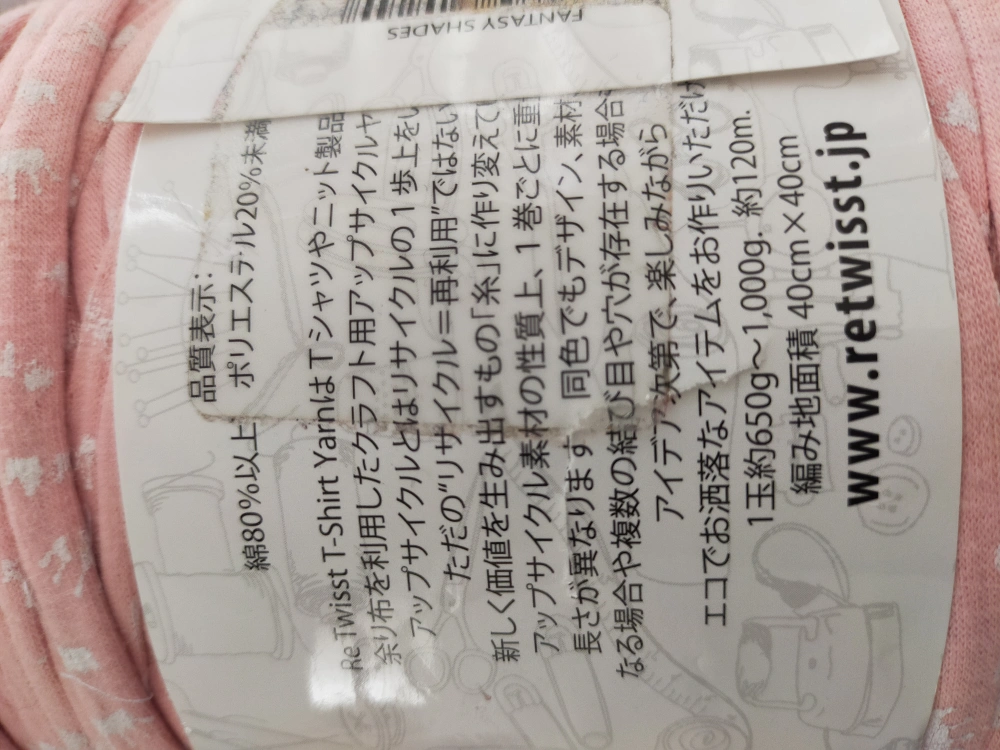 FANTASY SHADES
品質表示：
綿80%以上 ポリエステル20%未満
ReTwisst T-Shirt YarnはTシャツやニット製品
余り布を利用したクラフト用アップサイクルヤ
アップサイクルとはリサイクルの1歩上をい
ただの"リサイクル＝再利用"ではない
新しく価値を生み出すもの「糸」に作り変えて
アップサイクル素材の性質上、1巻ごとに重
長さが異なります 同色でもデザイン、素材
なる場合や複数の結び目や穴が存在する場合
アイデア次第で、楽しみながら
エコでお洒落なアイテムをお作りいただけ
1玉約650g〜1,000g. 約120m.
編み地面積 40cm×40cm
www.retwisst.jp